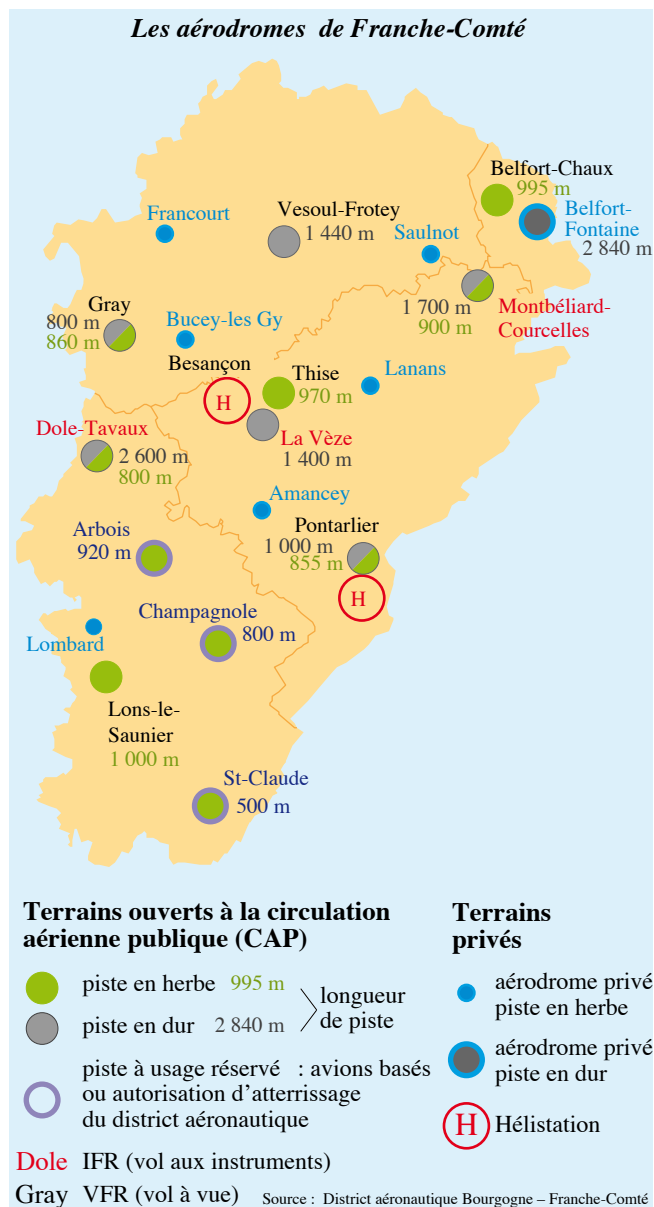 Les aérodromes de Franche-Comté
Belfort-Chaux
995 m
Belfort-
Fontaine
2 840 m
Francourt
Vesoul-Frotey
1 440 m
Saulnot
Gray
800 m
860 m
Bucey-les Gy
1 700 m
900 m
Montbéliard-
Courcelles
Besançon
H
Thise
970 m
Lanans
La Vèze
1 400 m
Dole-Tavaux
2 600 m
800 m
Amancey
Arbois
920 m
Pontarlier
1 000 m
855 m
H
Champagnole
800 m
Lombard
Lons-le-
Saunier
1 000 m
St-Claude
500 m
Terrains ouverts à la circulation
aérienne publique (CAP)
piste en herbe 995 m
piste en dur 2 840 m
longueur
de piste
piste à usage réservé : avions basés
ou autorisation d'atterrissage
du district aéronautique
Dole IFR (vol aux instruments)
Gray VFR (vol à vue)
Terrains
privés
aérodrome privé
piste en herbe
aérodrome privé
piste en dur
H Hélistation
Source : District aéronautique Bourgogne – Franche-Comté